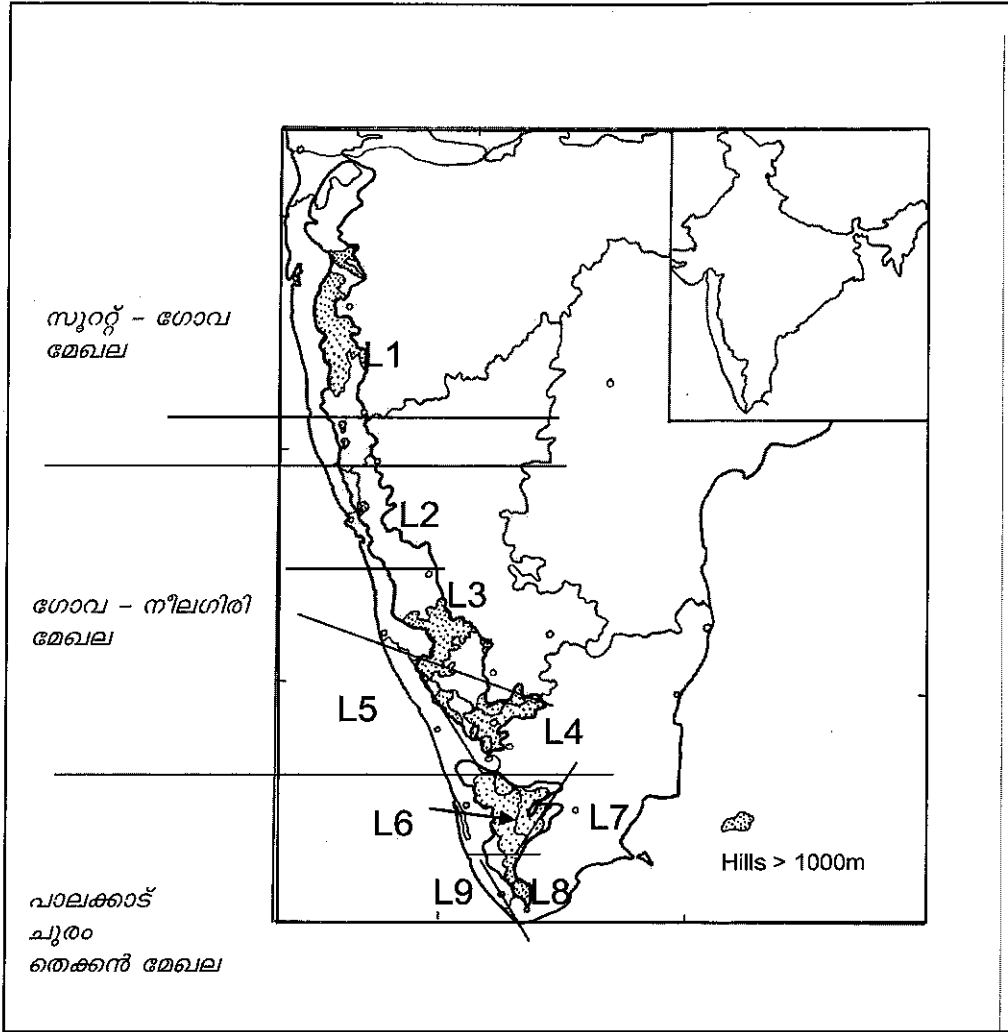 സൂററ്റ് – ഗോവ
മേഖല
L1
L2
ഗോവ – നീലഗിരി
മേഖല
L3
L5
L4
L6
L7
Hills > 1000m
L9
L8
പാലക്കാട്
ചുരം
തെക്കൻ മേഖല